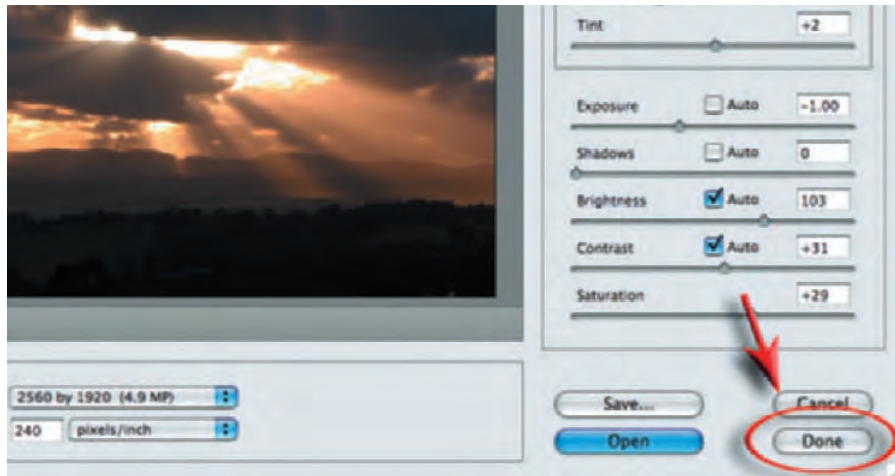 Tint +2
Exposure Auto -1.00
Shadows Auto 0
Brightness Auto 103
Contrast Auto +31
Saturation +29
2560 by 1920 (4.9 MP)
240 pixels/inch
Save... Cancel
Open Done